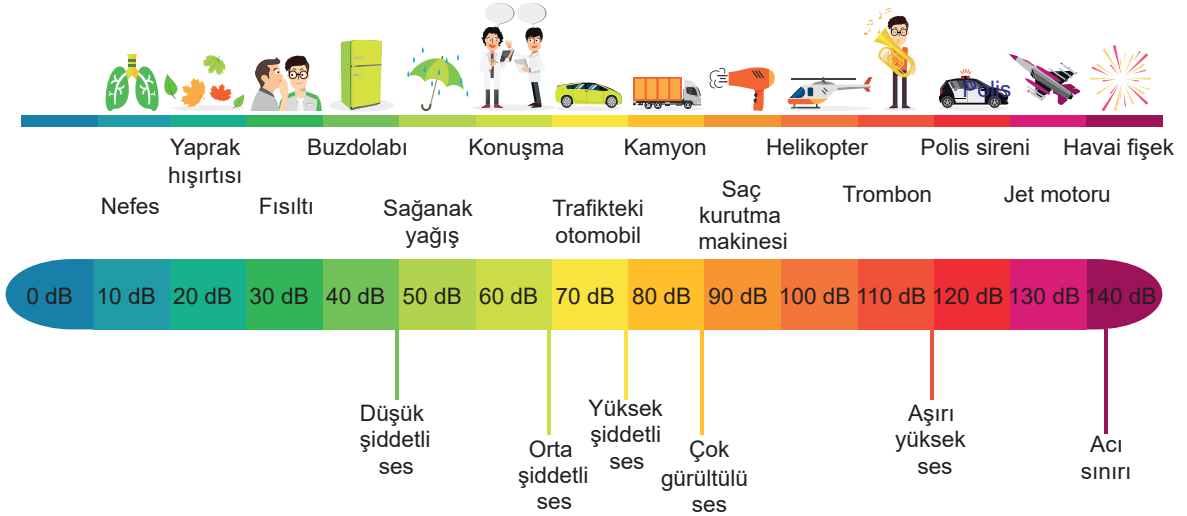 Polis
Yaprak
hışırtısı
Buzdolabı
Konuşma
Kamyon
Helikopter
Polis sireni
Havai fişek
Nefes
Fısıltı
Sağanak
yağış
Trafikteki
otomobil
Saç
kurutma
makinesi
Trombon
Jet motoru
0 dB
10 dB
20 dB
30 dB
40 dB
50 dB
60 dB
70 dB
80 dB
90 dB
100 dB
110 dB
120 dB
130 dB
140 dB
Düşük
şiddetli
ses
Orta
şiddetli
ses
Yüksek
şiddetli
ses
Çok
gürültülü
ses
Aşırı
yüksek
ses
Acı
sınırı